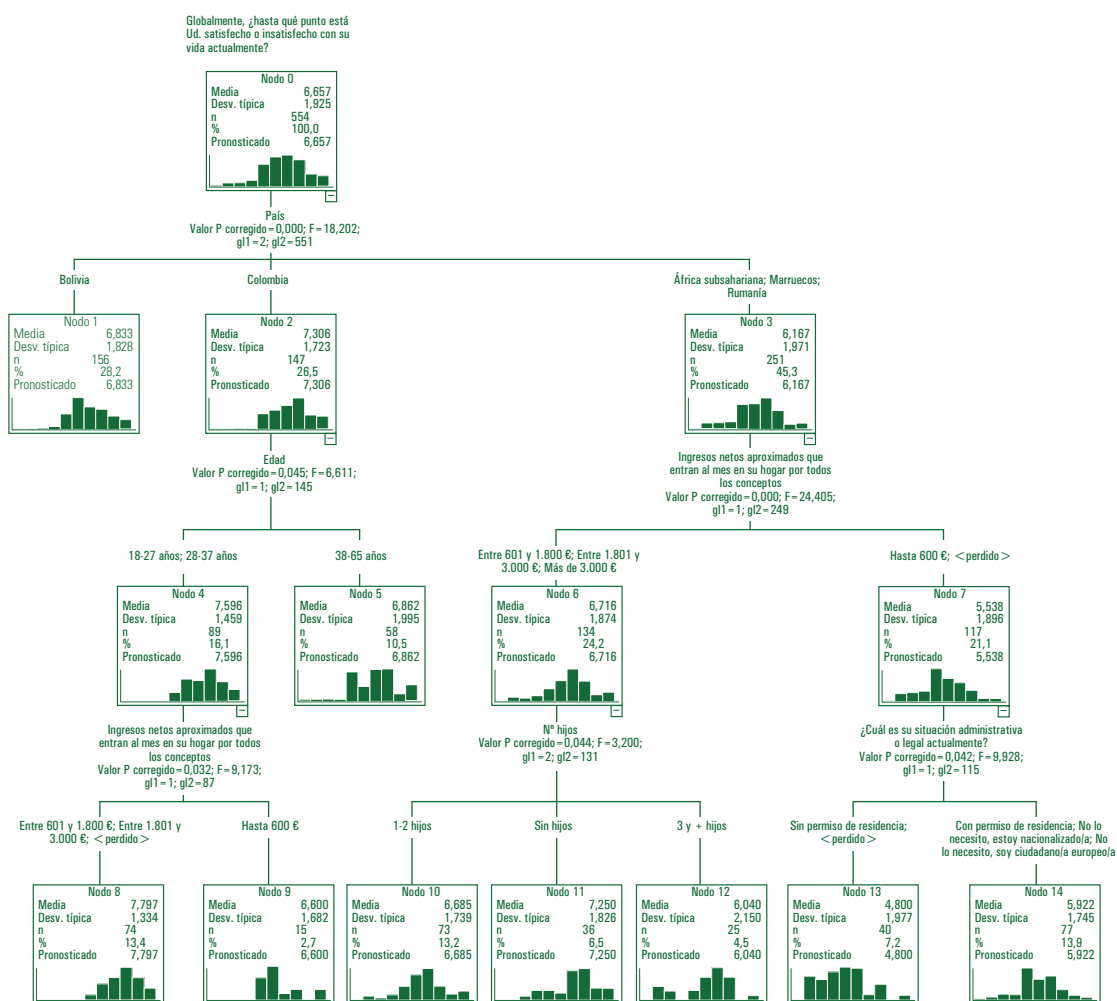 Globalmente, ¿hasta qué punto está
Ud. satisfecho o insatisfecho con su
vida actualmente?
Nodo 0
Media 6,657
Desv. típica 1,925
n 554
% 100,0
Pronosticado 6,657
País
Valor P corregido=0,000; F=18,202;
gl1=2; gl2=551
Bolivia
Colombia
África subsahariana; Marruecos;
Rumanía
Nodo 1
Media 6,833
Desv. típica 1,828
n 156
% 28,2
Pronosticado 6,833
Nodo 2
Media 7,306
Desv. típica 1,723
n 147
% 26,5
Pronosticado 7,306
Nodo 3
Media 6,167
Desv. típica 1,971
n 251
% 45,3
Pronosticado 6,167
Edad
Valor P corregido=0,045; F=6,611;
gl1=1; gl2=145
Ingresos netos aproximados que
entran al mes en su hogar por todos
los conceptos
Valor P corregido=0,000; F=24,405;
gl1=1; gl2=249
18-27 años; 28-37 años
38-65 años
Entre 601 y 1.800 €; Entre 1.801 y
3.000 €; Más de 3.000 €
Hasta 600 €; <perdido>
Nodo 4
Media 7,596
Desv. típica 1,459
n 89
% 16,1
Pronosticado 7,596
Nodo 5
Media 6,862
Desv. típica 1,995
n 58
% 10,5
Pronosticado 6,862
Nodo 6
Media 6,716
Desv. típica 1,874
n 134
% 24,2
Pronosticado 6,716
Nodo 7
Media 5,538
Desv. típica 1,896
n 117
% 21,1
Pronosticado 5,538
Ingresos netos aproximados que
entran al mes en su hogar por todos
los conceptos
Valor P corregido=0,032; F=9,173;
gl1=1; gl2=87
Nº hijos
Valor P corregido=0,044; F=3,200;
gl1=2; gl2=131
¿Cuál es su situación administrativa
o legal actualmente?
Valor P corregido=0,042; F=9,928;
gl1=1; gl2=115
Entre 601 y 1.800 €; Entre 1.801 y
3.000 €; <perdido>
Hasta 600 €
1-2 hijos
Sin hijos
3 y + hijos
Sin permiso de residencia;
<perdido>
Con permiso de residencia; No lo
necesito, estoy nacionalizado/a; No
lo necesito, soy ciudadano/a europeo/a
Nodo 8
Media 7,797
Desv. típica 1,334
n 74
% 13,4
Pronosticado 7,797
Nodo 9
Media 6,600
Desv. típica 1,682
n 15
% 2,7
Pronosticado 6,600
Nodo 10
Media 6,685
Desv. típica 1,739
n 73
% 13,2
Pronosticado 6,685
Nodo 11
Media 7,250
Desv. típica 1,826
n 36
% 6,5
Pronosticado 7,250
Nodo 12
Media 6,040
Desv. típica 2,150
n 25
% 4,5
Pronosticado 6,040
Nodo 13
Media 4,800
Desv. típica 1,977
n 40
% 7,2
Pronosticado 4,800
Nodo 14
Media 5,922
Desv. típica 1,745
n 77
% 13,9
Pronosticado 5,922